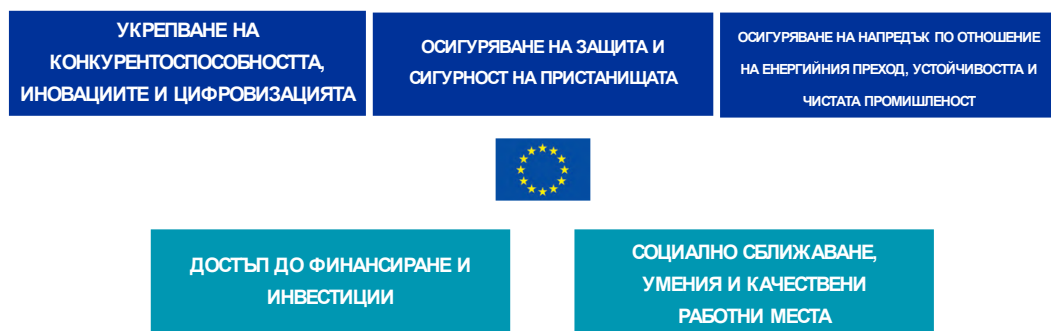 УКРЕПВАНЕ НА
КОНКУРЕНТОСПОСОБНОСТТА,
ИНОВАЦИИТЕ И ЦИФРОВИЗАЦИЯТА
ОСИГУРЯВАНЕ НА ЗАЩИТА И
СИГУРНОСТ НА ПРИСТАНИЩАТА
ОСИГУРЯВАНЕ НА НАПРЕДЪК ПО ОТНОШЕНИЕ
НА ЕНЕРГИЙНИЯ ПРЕХОД, УСТОЙЧИВОСТТА И
ЧИСТАТА ПРОМИШЛЕНОСТ
ДОСТЪП ДО ФИНАНСИРАНЕ И
ИНВЕСТИЦИИ
СОЦИАЛНО СБЛИЖАВАНЕ,
УМЕНИЯ И КАЧЕСТВЕНИ
РАБОТНИ МЕСТА